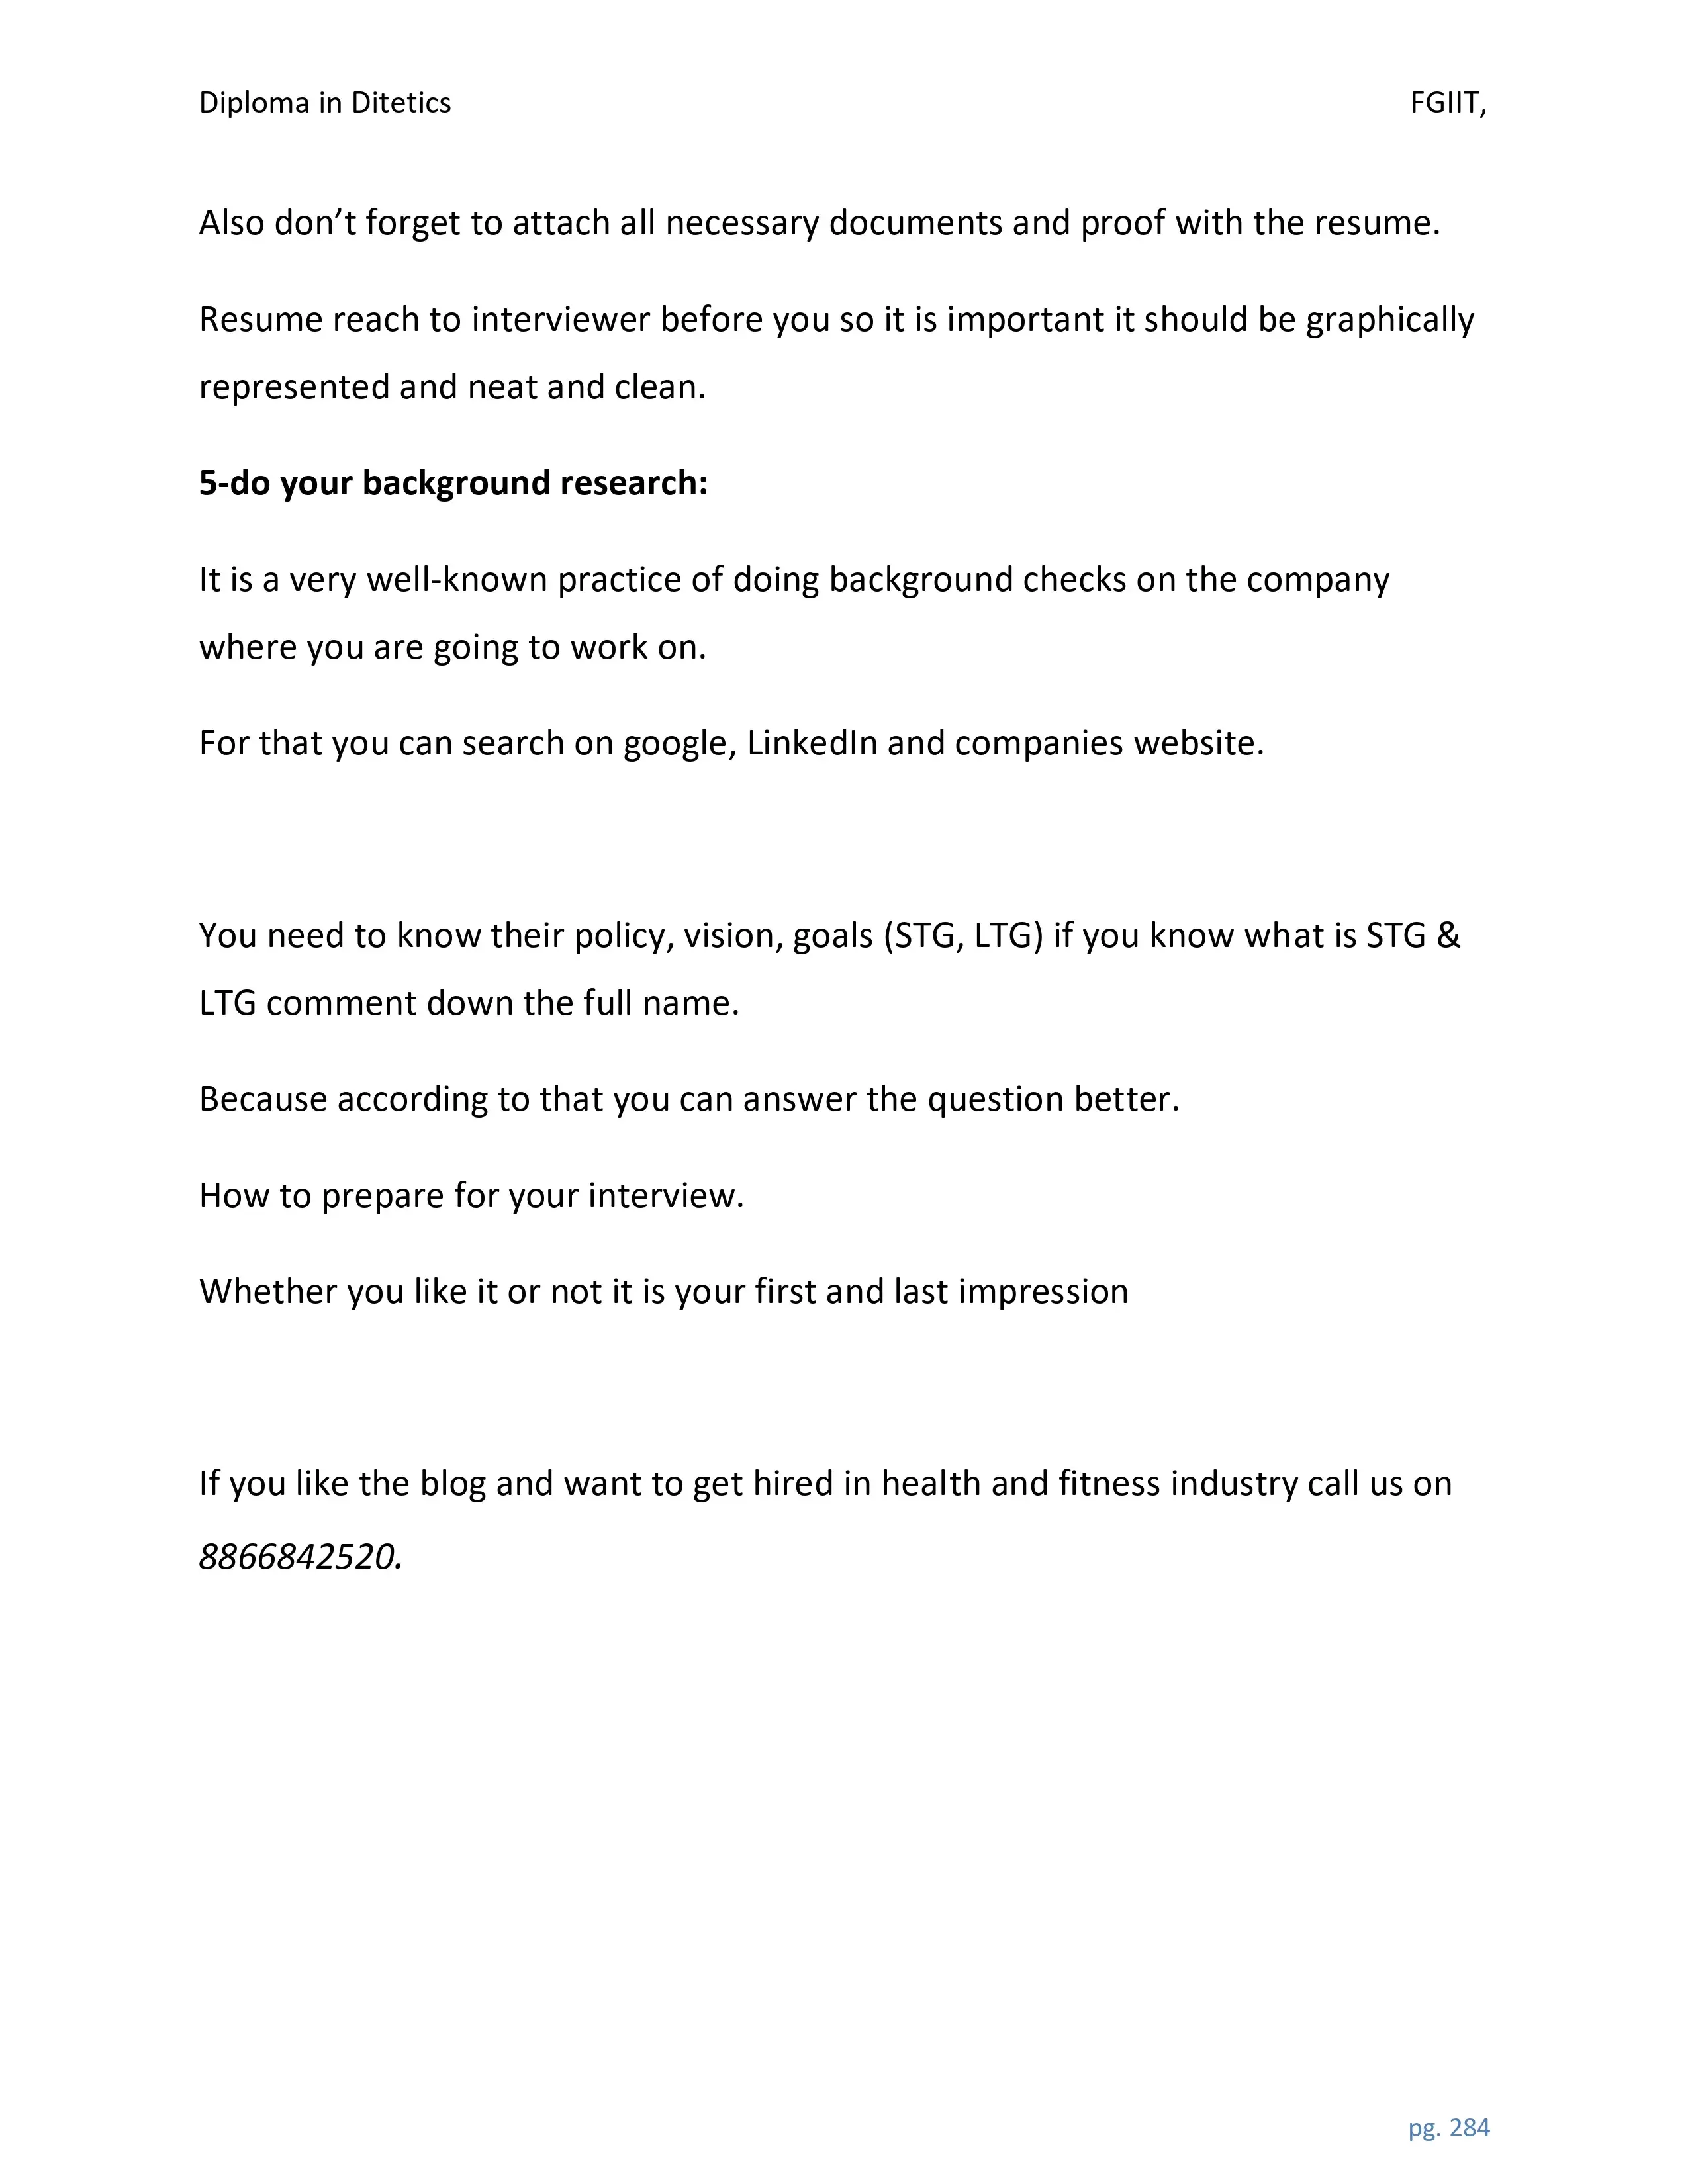 Diploma in Ditetics FGIIT,
Also don’t forget to attach all necessary documents and proof with the resume.
Resume reach to interviewer before you so it is important it should be graphically
represented and neat and clean.
5-do your background research:
It is a very well-known practice of doing background checks on the company
where you are going to work on.
For that you can search on google, LinkedIn and companies website.
You need to know their policy, vision, goals (STG, LTG) if you know what is STG &
LTG comment down the full name.
Because according to that you can answer the question better.
How to prepare for your interview.
Whether you like it or not it is your first and last impression
If you like the blog and want to get hired in health and fitness industry call us on
8866842520.
pg. 284